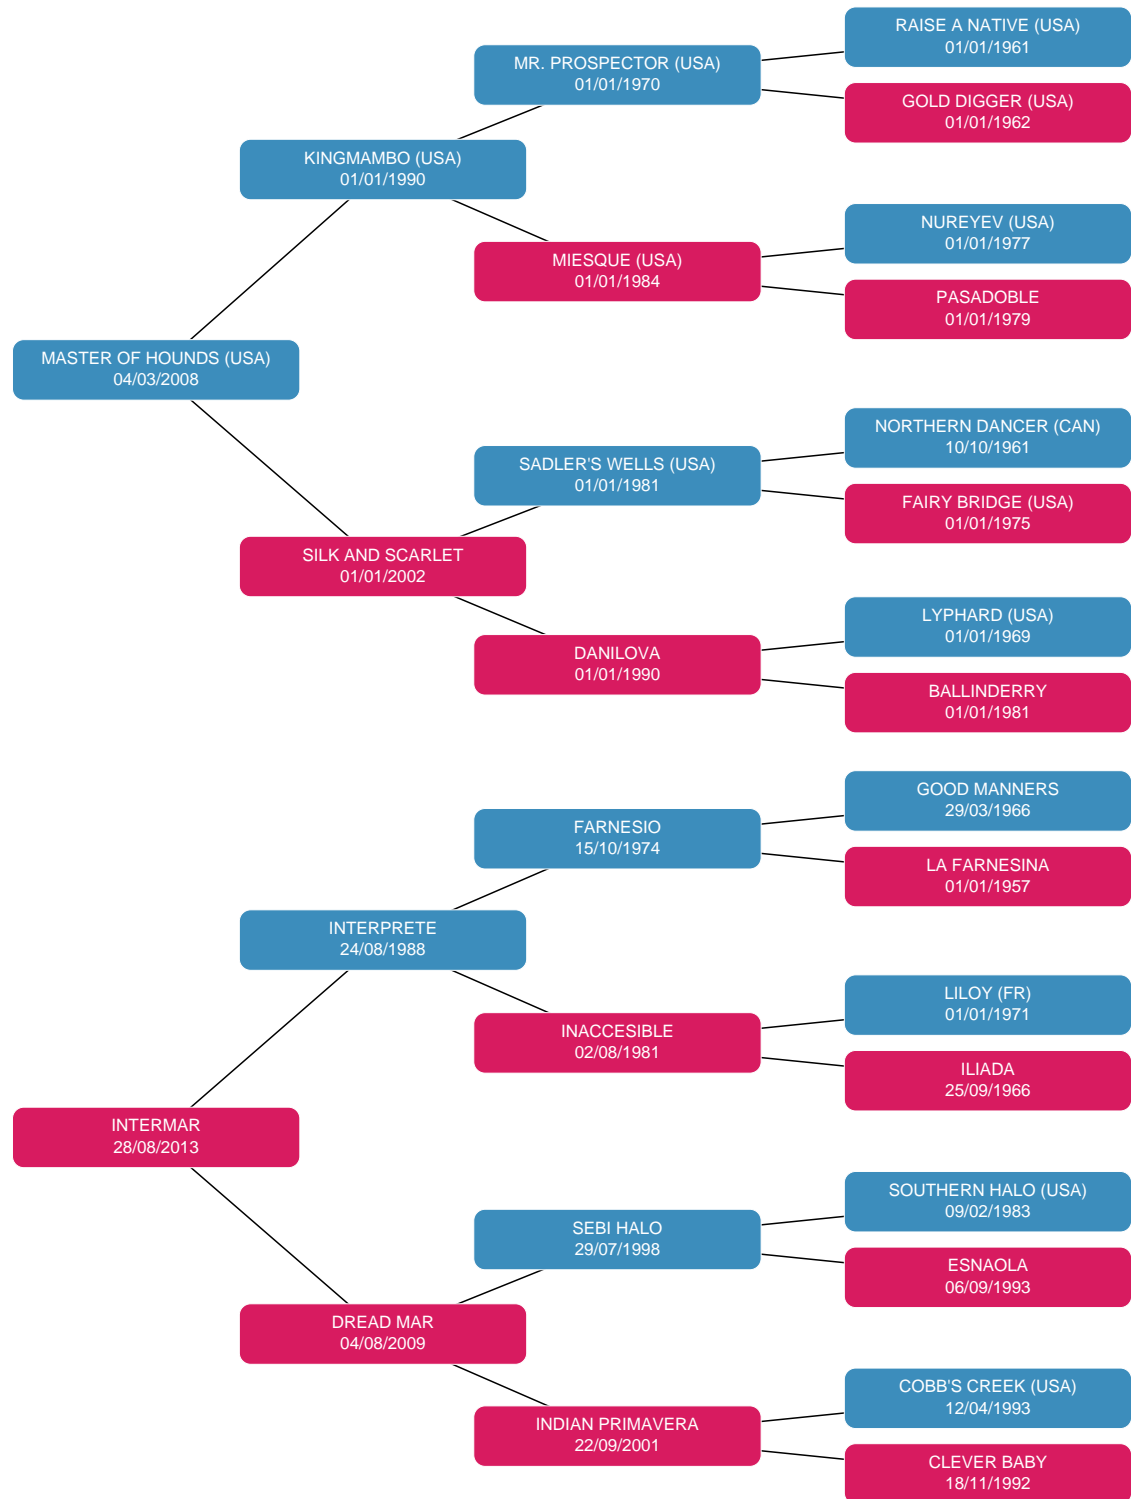 RAISE A NATIVE (USA)
01/01/1961
MR. PROSPECTOR (USA)
01/01/1970
GOLD DIGGER (USA)
01/01/1962
KINGMAMBO (USA)
01/01/1990
NUREYEV (USA)
01/01/1977
MIESQUE (USA)
01/01/1984
PASADOBLE
01/01/1979
MASTER OF HOUNDS (USA)
04/03/2008
NORTHERN DANCER (CAN)
10/10/1961
SADLER'S WELLS (USA)
01/01/1981
FAIRY BRIDGE (USA)
01/01/1975
SILK AND SCARLET
01/01/2002
LYPHARD (USA)
01/01/1969
DANILOVA
01/01/1990
BALLINDERRY
01/01/1981
GOOD MANNERS
29/03/1966
FARNESIO
15/10/1974
LA FARNESINA
01/01/1957
INTERPRETE
24/08/1988
LILOY (FR)
01/01/1971
INACCESIBLE
02/08/1981
ILIADA
25/09/1966
INTERMAR
28/08/2013
SOUTHERN HALO (USA)
09/02/1983
SEBI HALO
29/07/1998
ESNAOLA
06/09/1993
DREAD MAR
04/08/2009
COBB'S CREEK (USA)
12/04/1993
INDIAN PRIMAVERA
22/09/2001
CLEVER BABY
18/11/1992